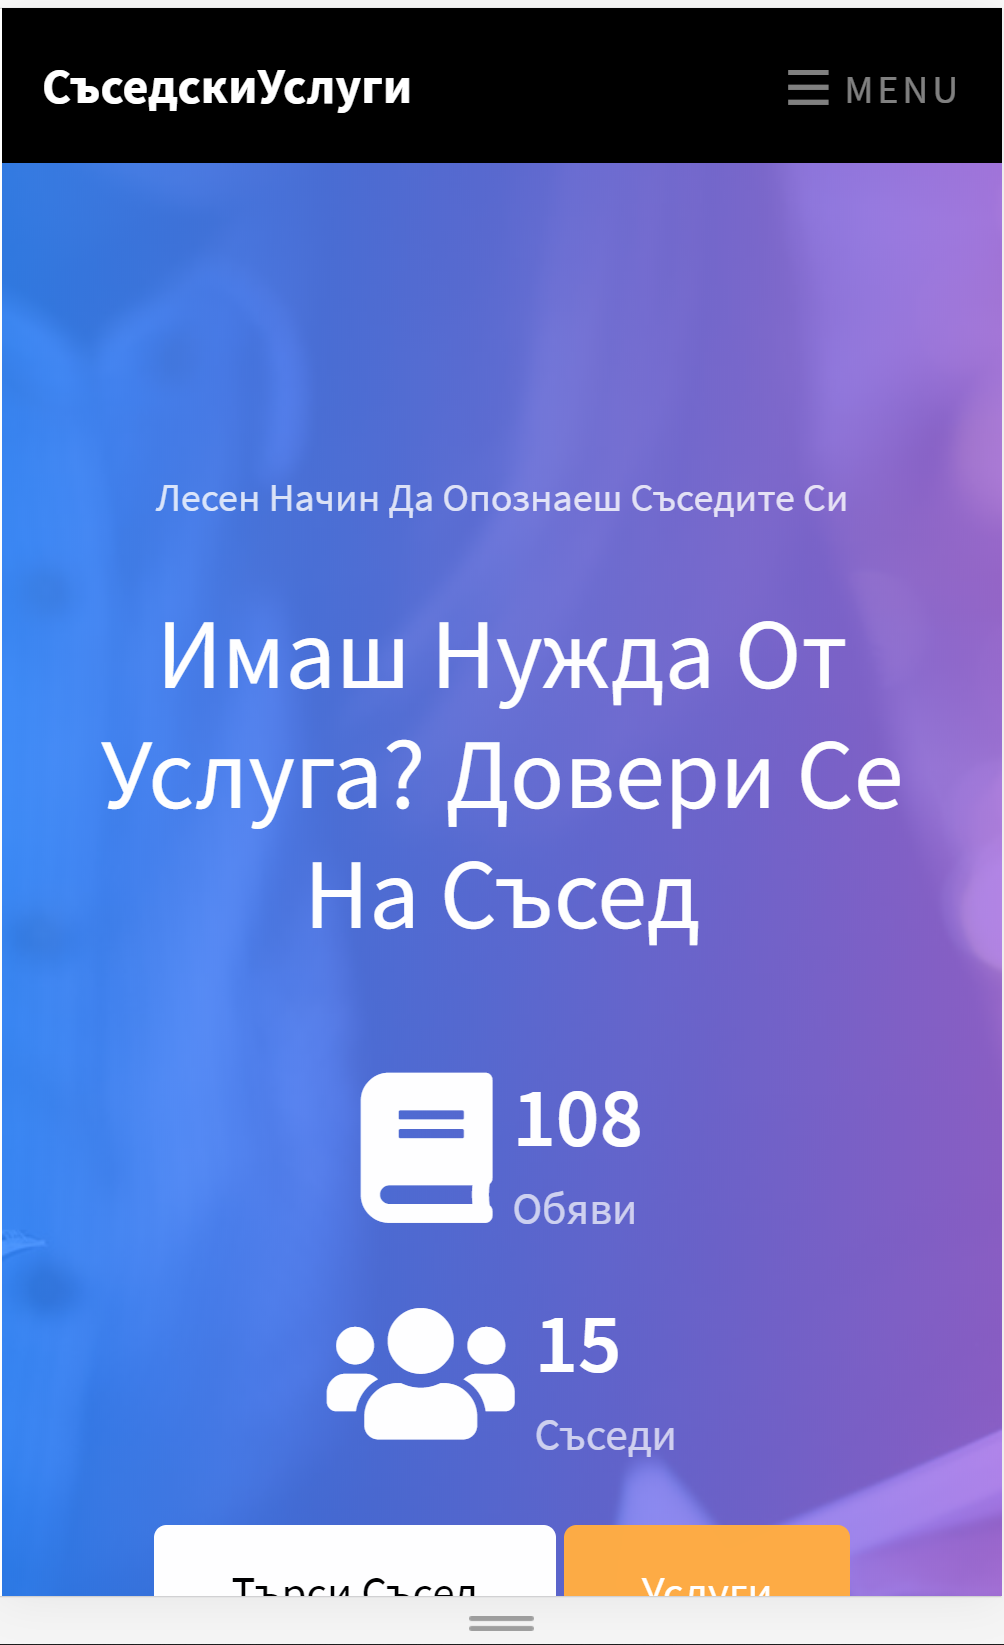 СъседскиУслуги
MENU
Лесен Начин Да Опознаеш Съседите Си
Имаш Нужда От
Услуга? Довери Се
На Съсед
108
Обяви
15
Съседи
Търси Съсед
Услуги